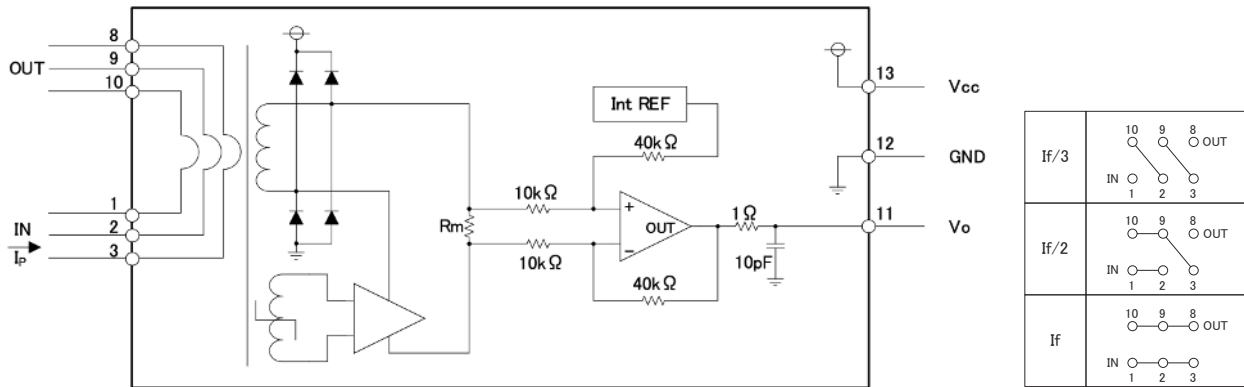 8
OUT
9
10
1
IN
2
IP
3
Rm
10kΩ
10kΩ
Int REF
40kΩ
+
OUT
−
40kΩ
1Ω
10pF
13
Vcc
12
GND
11
Vo
If/3
10 9 8
OUT
IN
1 2 3
If/2
10 9 8
OUT
IN
1 2 3
If
10 9 8
OUT
IN
1 2 3